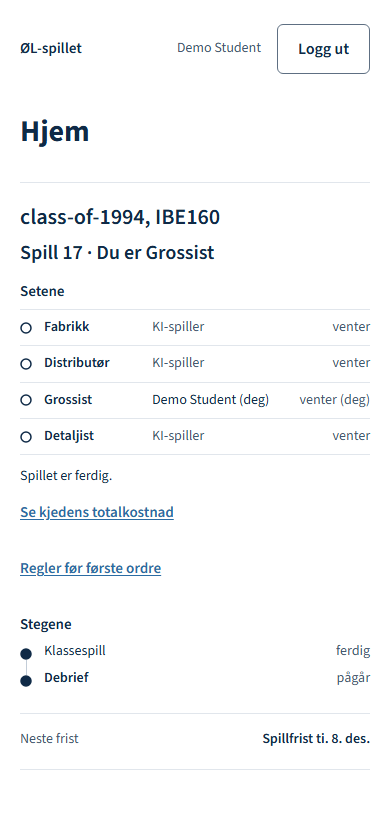 ØL-spillet Demo Student Logg ut
Hjem
class-of-1994, IBE160
Spill 17 · Du er Grossist
Setene
Fabrikk KI-spiller venter
Distributør KI-spiller venter
Grossist Demo Student (deg) venter (deg)
Detaljist KI-spiller venter
Spillet er ferdig.
Se kjedens totalkostnad
Regler før første ordre
Stegene
Klassespill ferdig
Debrief pågår
Neste frist Spillfrist ti. 8. des.